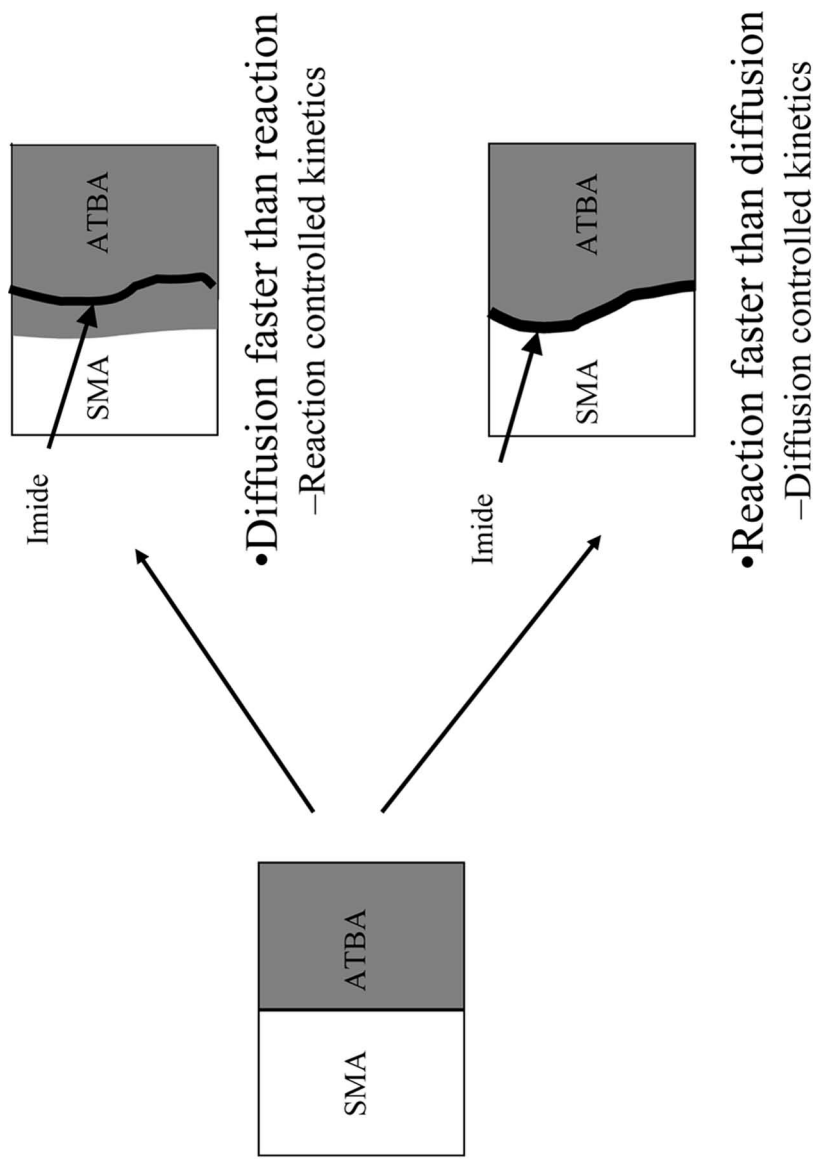 SMA
ATBA
Imide
SMA
ATBA
•Diffusion faster than reaction
–Reaction controlled kinetics
Imide
SMA
ATBA
•Reaction faster than diffusion
–Diffusion controlled kinetics